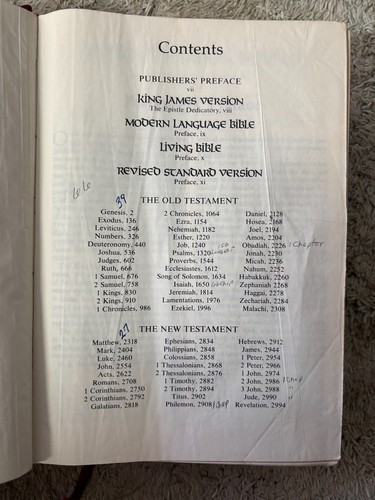 Contents
PUBLISHERS' PREFACE
vii
KING JAMES VERSION
The Epistle Dedicatory, viii
MODERN LANGUAGE BIBLE
Preface, ix
LIVING BIBLE
Preface, x
REVISED STANDARD VERSION
Preface, xi
66
39
THE OLD TESTAMENT
Genesis, 2
Exodus, 136
Leviticus, 246
Numbers, 326
Deuteronomy, 440
Joshua, 536
Judges, 602
Ruth, 666
1 Samuel, 676
2 Samuel, 758
1 Kings, 830
2 Kings, 910
1 Chronicles, 986
2 Chronicles, 1064
Ezra, 1154
Nehemiah, 1182
Esther, 1220
Job, 1240
Psalms, 1320
Proverbs, 1544
Ecclesiastes, 1612
Song of Solomon, 1634
Isaiah, 1650
Jeremiah, 1814
Lamentations, 1976
Ezekiel, 1996
Daniel, 2128
Hosea, 2168
Joel, 2194
Amos, 2204
Obadiah, 2226 1 Chapter
Jonah, 2230
Micah, 2236
Nahum, 2252
Habakkuk, 2260
Zephaniah, 2268
Haggai, 2278
Zechariah, 2284
Malachi, 2308
27
THE NEW TESTAMENT
Matthew, 2318
Mark, 2404
Luke, 2460
John, 2554
Acts, 2622
Romans, 2708
1 Corinthians, 2750
2 Corinthians, 2792
Galatians, 2818
Ephesians, 2834
Philippians, 2848
Colossians, 2858
1 Thessalonians, 2868
2 Thessalonians, 2876
1 Timothy, 2882
2 Timothy, 2894
Titus, 2902
Philemon, 2908
Hebrews, 2912
James, 2944
1 Peter, 2954
2 Peter, 2966
1 John, 2974
2 John, 2986 1 Chap
3 John, 2988 "
Jude, 2990 "
Revelation, 2994